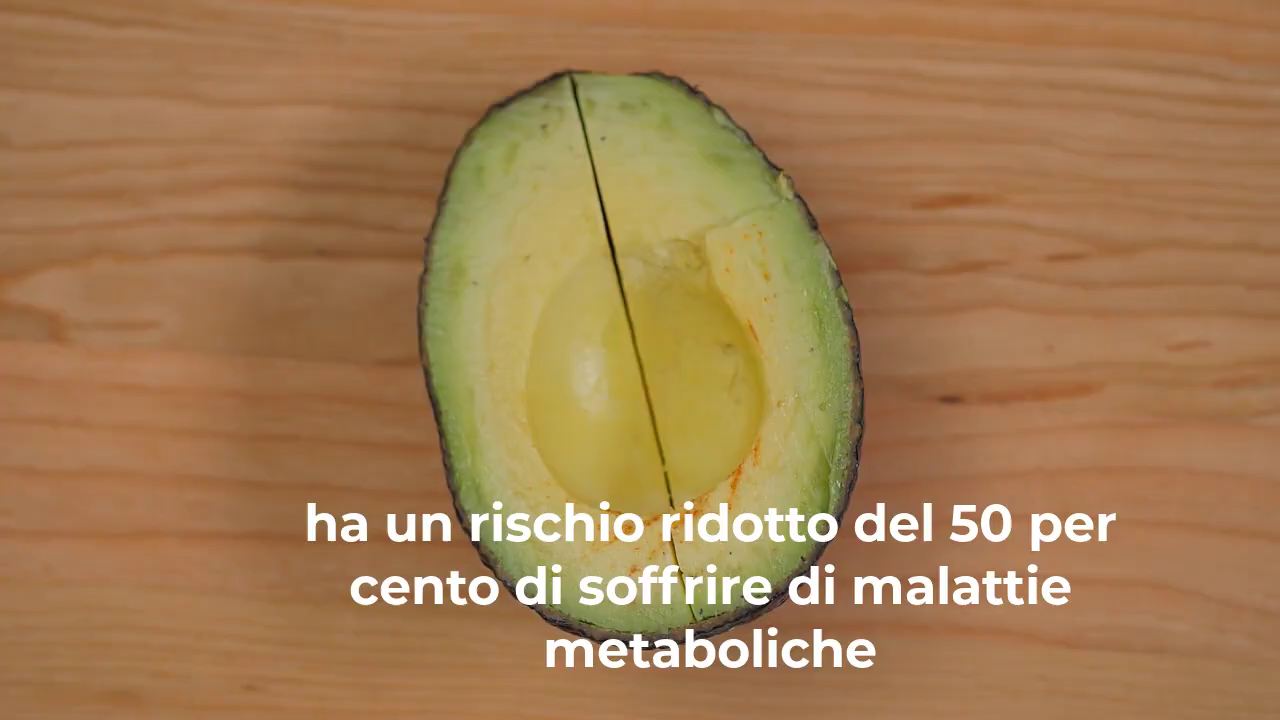 ha un rischio ridotto del 50 per
cento di soffrire di malattie
metaboliche